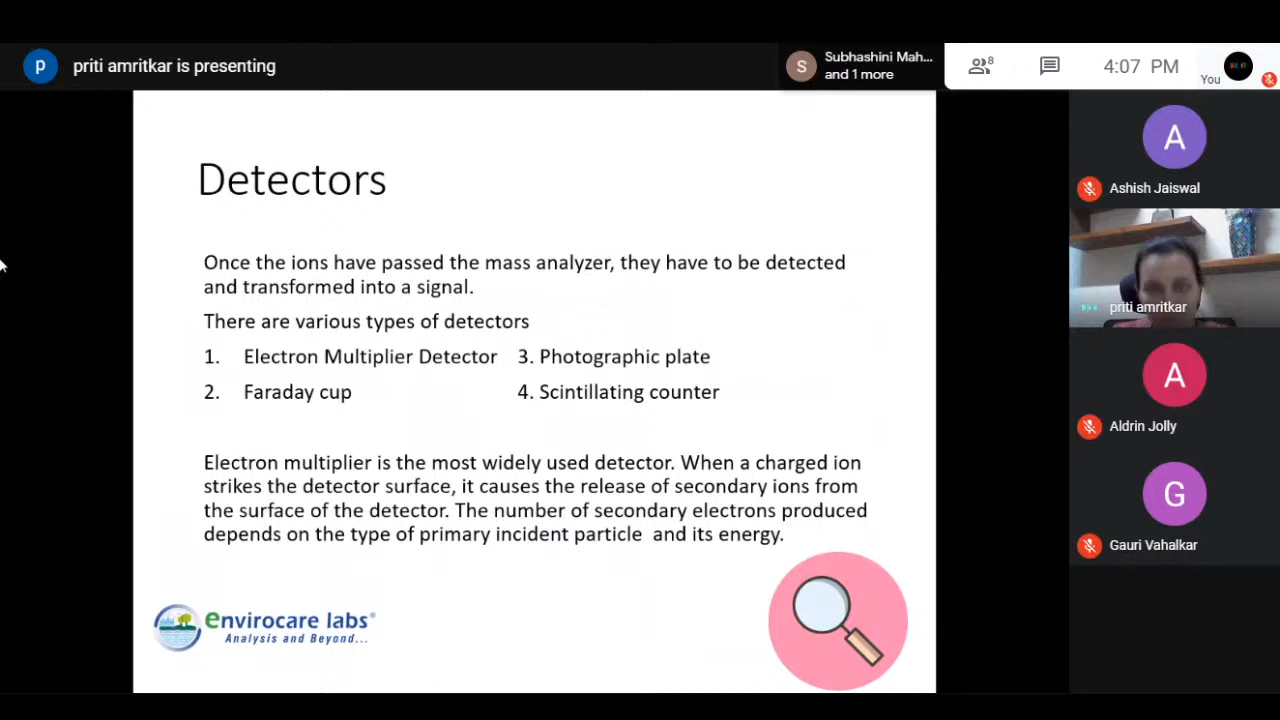 p
priti amritkar is presenting
S
Subhashini Mah...
and 1 more
8
4:07 PM
You
Detectors
Once the ions have passed the mass analyzer, they have to be detected
and transformed into a signal.
There are various types of detectors
1. Electron Multiplier Detector 3. Photographic plate
2. Faraday cup 4. Scintillating counter
Electron multiplier is the most widely used detector. When a charged ion
strikes the detector surface, it causes the release of secondary ions from
the surface of the detector. The number of secondary electrons produced
depends on the type of primary incident particle and its energy.
envirocare labs®
Analysis and Beyond...
A
Ashish Jaiswal
priti amritkar
A
Aldrin Jolly
G
Gauri Vahalkar